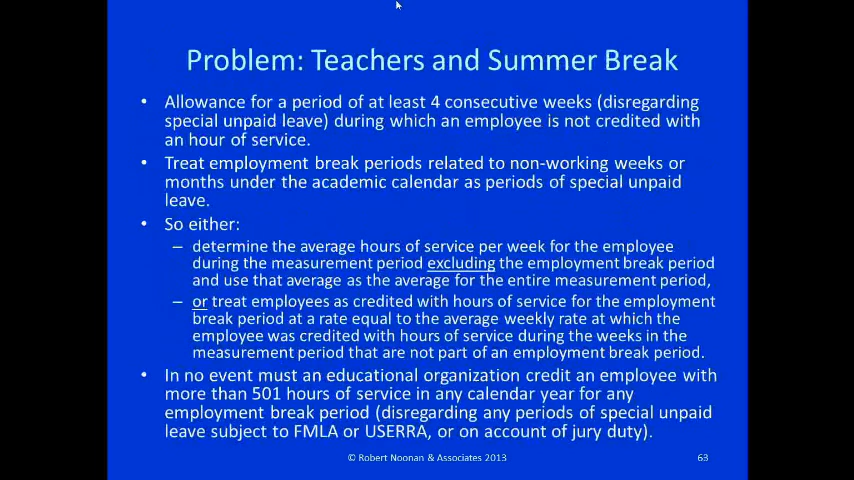 Problem: Teachers and Summer Break
• Allowance for a period of at least 4 consecutive weeks (disregarding
special unpaid leave) during which an employee is not credited with
an hour of service.
• Treat employment break periods related to non-working weeks or
months under the academic calendar as periods of special unpaid
leave.
• So either:
– determine the average hours of service per week for the employee
during the measurement period excluding the employment break period
and use that average as the average for the entire measurement period,
– or treat employees as credited with hours of service for the employment
break period at a rate equal to the average weekly rate at which the
employee was credited with hours of service during the weeks in the
measurement period that are not part of an employment break period.
• In no event must an educational organization credit an employee with
more than 501 hours of service in any calendar year for any
employment break period (disregarding any periods of special unpaid
leave subject to FMLA or USERRA, or on account of jury duty).
© Robert Noonan & Associates 2013
63